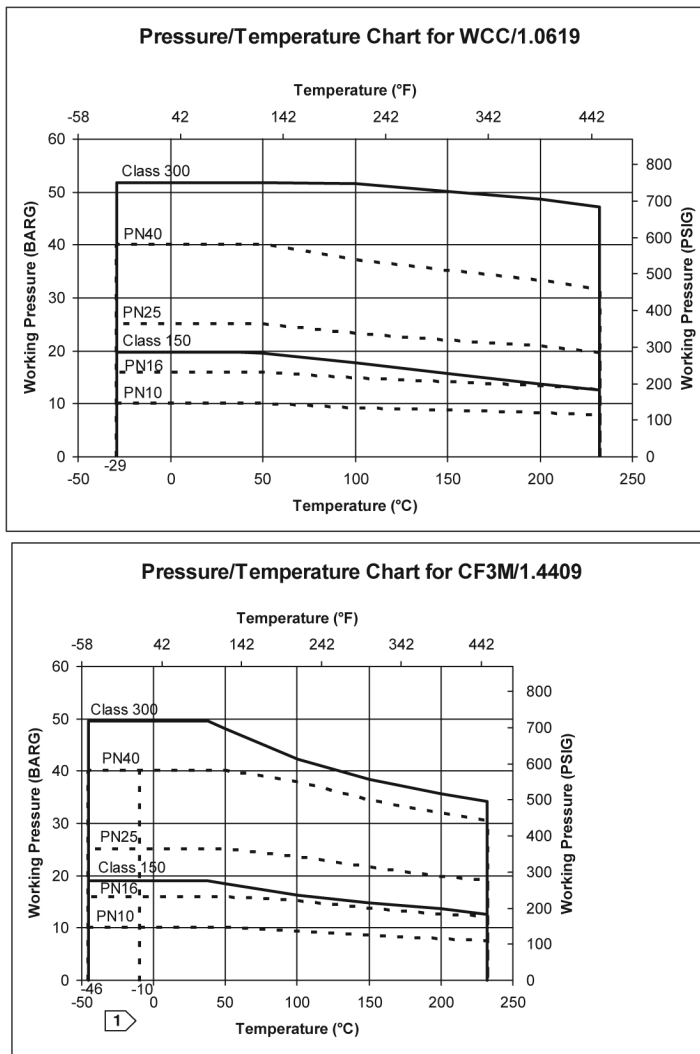 Pressure/Temperature Chart for WCC/1.0619
Temperature (°F)
-58 42 142 242 342 442
60
50
40
30
20
10
0
Working Pressure (BARG)
Class 300
PN40
PN25
Class 150
PN16
PN10
800
700
600
500
400
300
200
100
0
Working Pressure (PSIG)
-29
-50 0 50 100 150 200 250
Temperature (°C)
Pressure/Temperature Chart for CF3M/1.4409
Temperature (°F)
-58 42 142 242 342 442
60
50
40
30
20
10
0
Working Pressure (BARG)
Class 300
PN40
PN25
Class 150
PN16
PN10
800
700
600
500
400
300
200
100
0
Working Pressure (PSIG)
-46 -10
-50 0 50 100 150 200 250
1
Temperature (°C)